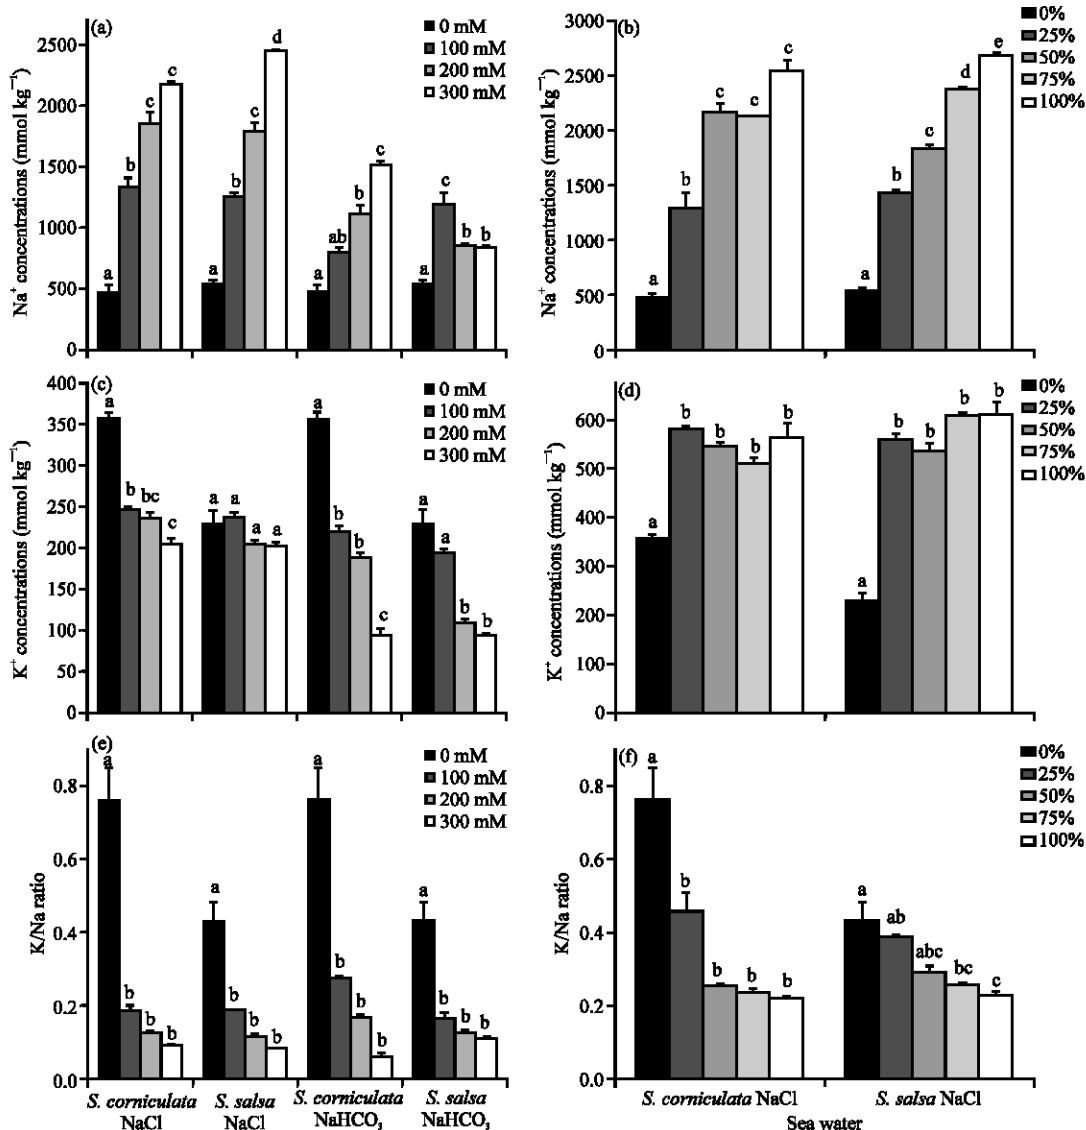 (a)
0 mM
100 mM
200 mM
300 mM
Na⁺ concentrations (mmol kg⁻¹)
2500
2000
1500
1000
500
0
a b c c
a b c d
a ab b c
a c b b
(b)
0%
25%
50%
75%
100%
Na⁺ concentrations (mmol kg⁻¹)
3000
2500
2000
1500
1000
500
0
a b c c c
a b c d e
(c)
0 mM
100 mM
200 mM
300 mM
K⁺ concentrations (mmol kg⁻¹)
400
350
300
250
200
150
100
50
0
a b bc c
a a a a
a b b c
a a b b
(d)
0%
25%
50%
75%
100%
K⁺ concentrations (mmol kg⁻¹)
600
500
400
300
200
100
0
a b b b b
a b b b b
(e)
0 mM
100 mM
200 mM
300 mM
K/Na ratio
0.8
0.6
0.4
0.2
0.0
a b b b
a b b b
a b b b
a b b b
S. corniculata NaCl
S. salsa NaCl
S. corniculata NaHCO₃
S. salsa NaHCO₃
(f)
0%
25%
50%
75%
100%
K/Na ratio
0.8
0.6
0.4
0.2
0.0
a b b b b
a ab abc bc c
S. corniculata NaCl
S. salsa NaCl
Sea water